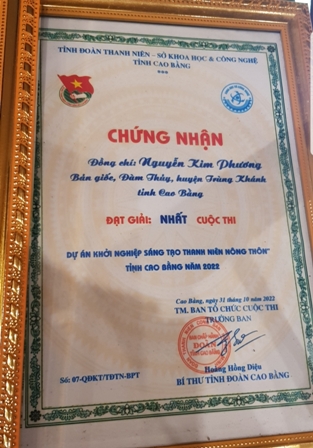 TỈNH ĐOÀN THANH NIÊN - SỞ KHOA HỌC & CÔNG NGHỆ
TỈNH CAO BẰNG
***
CHỨNG NHẬN
Đồng chí: Nguyễn Kim Phương
Bản giốc, Đàm Thủy, huyện Trùng Khánh
tỉnh Cao Bằng
ĐẠT GIẢI: NHẤT CUỘC THI
DỰ ÁN KHỞI NGHIỆP SÁNG TẠO THANH NIÊN NÔNG THÔN"
TỈNH CAO BẰNG NĂM 2022
Cao Bằng, ngày 31 tháng 10 năm 2022
TM. BAN TỔ CHỨC CUỘC THI
TRƯỞNG BAN
Hoàng Hồng Diệu
Số: 07-QĐKT/TĐTN-BPT
BÍ THƯ TỈNH ĐOÀN CAO BẰNG